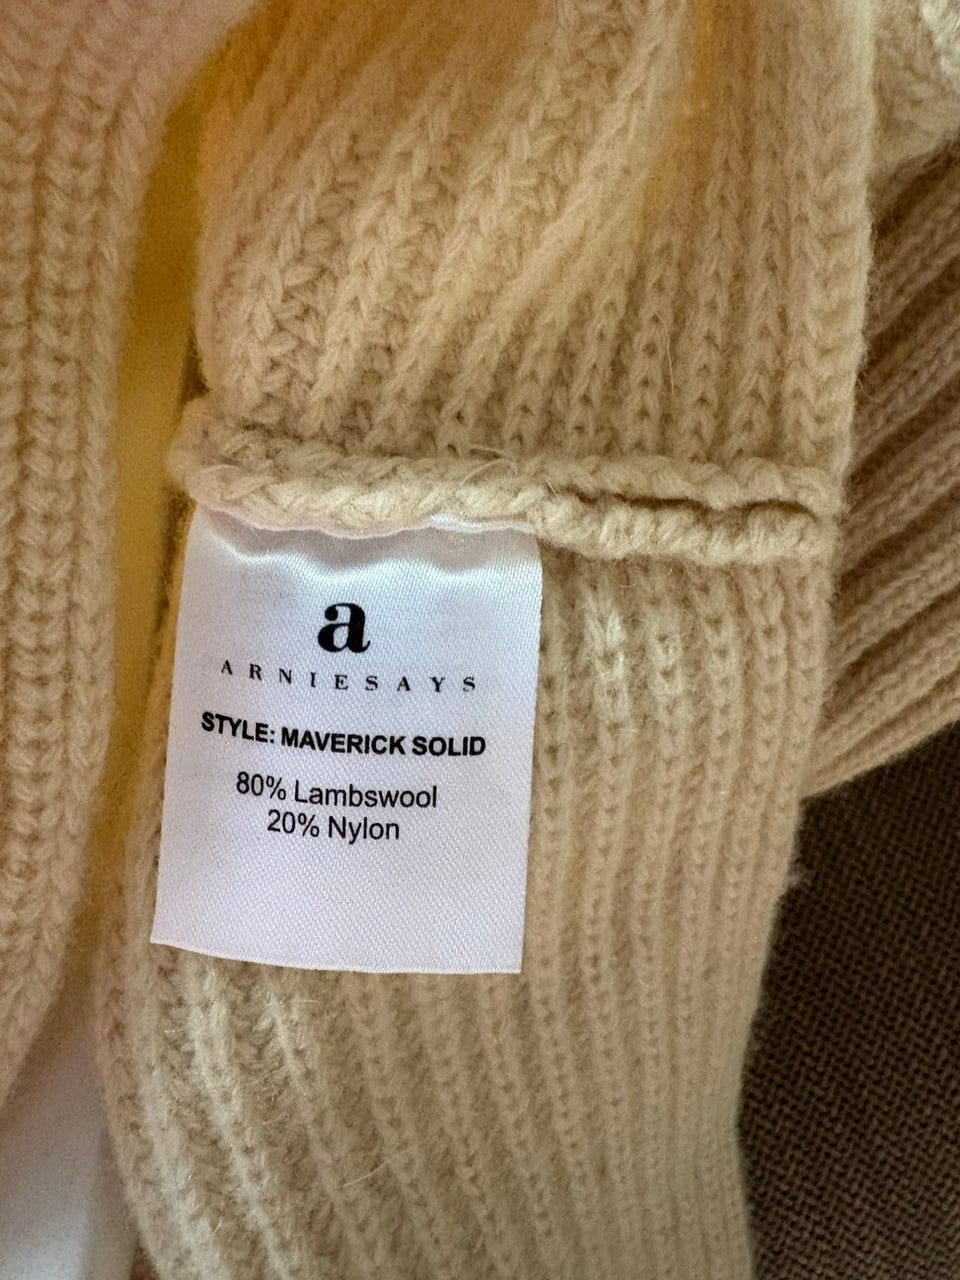 a
ARNIESAYS
STYLE: MAVERICK SOLID
80% Lambswool
20% Nylon